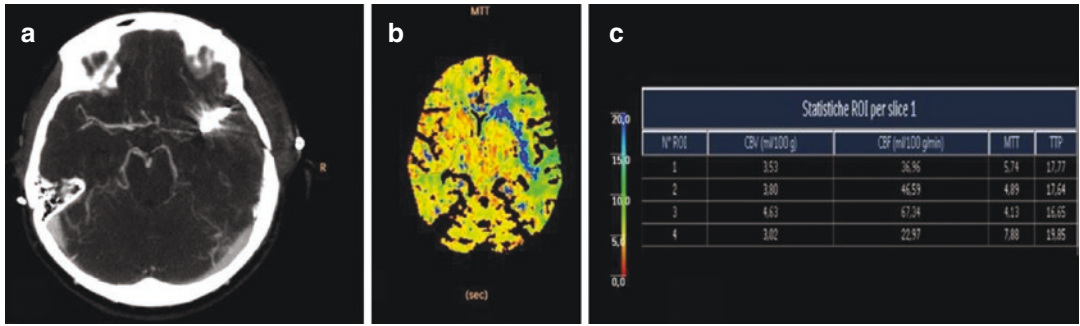 a
R
b
MTT
(sec)
c
20,0
15,0
10,0
5,0
0,0
Statistiche ROI per slice 1
N° ROI CBV (ml/100 g) CBF (ml/100 g/min) MTT TTP
1 3,53 36,96 5,74 17,77
2 3,80 46,59 4,89 17,64
3 4,63 67,34 4,13 16,65
4 3,02 22,97 7,88 19,85